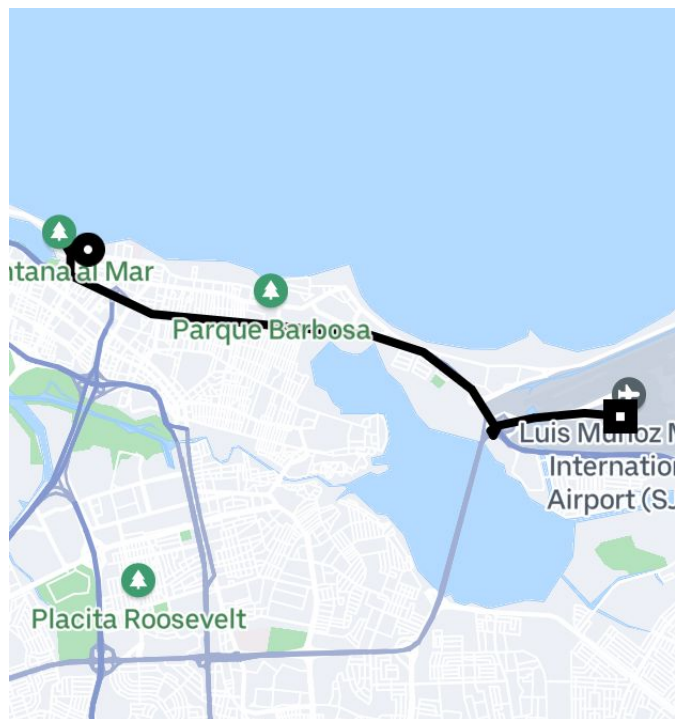 ntana al Mar
Parque Barbosa
Luis Muñoz M
Internation
Airport (SJ
Placita Roosevelt